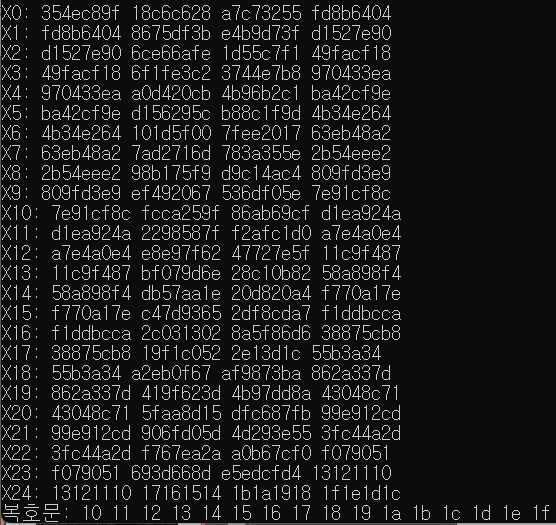 X0: 354ec89f 18c6c628 a7c73255 fd8b6404
X1: fd8b6404 8675df3b e4b9d73f d1527e90
X2: d1527e90 6ce66afe 1d55c7f1 49facf18
X3: 49facf18 6f1fe3c2 3744e7b8 970433ea
X4: 970433ea a0d420cb 4b96b2c1 ba42cf9e
X5: ba42cf9e d156295c b88c1f9d 4b34e264
X6: 4b34e264 101d5f00 7fee2017 63eb48a2
X7: 63eb48a2 7ad2716d 783a355e 2b54eee2
X8: 2b54eee2 98b175f9 d9c14ac4 809fd3e9
X9: 809fd3e9 ef492067 536df05e 7e91cf8c
X10: 7e91cf8c fcca259f 86ab69cf d1ea924a
X11: d1ea924a 2298587f f2afc1d0 a7e4a0e4
X12: a7e4a0e4 e8e97f62 47727e5f 11c9f487
X13: 11c9f487 bf079d6e 28c10b82 58a898f4
X14: 58a898f4 db57aa1e 20d820a4 f770a17e
X15: f770a17e c47d9365 2df8cda7 f1ddbcca
X16: f1ddbcca 2c031302 8a5f86d6 38875cb8
X17: 38875cb8 19f1c052 2e13d1c 55b3a34
X18: 55b3a34 a2eb0f67 af9873ba 862a337d
X19: 862a337d 419f623d 4b97dd8a 43048c71
X20: 43048c71 5faa8d15 dfc687fb 99e912cd
X21: 99e912cd 906fd05d 4d293e55 3fc44a2d
X22: 3fc44a2d f767ea2a a0b67cf0 f079051
X23: f079051 693d668d e5edcfd4 13121110
X24: 13121110 17161514 1b1a1918 1f1e1d1c
복호문: 10 11 12 13 14 15 16 17 18 19 1a 1b 1c 1d 1e 1f